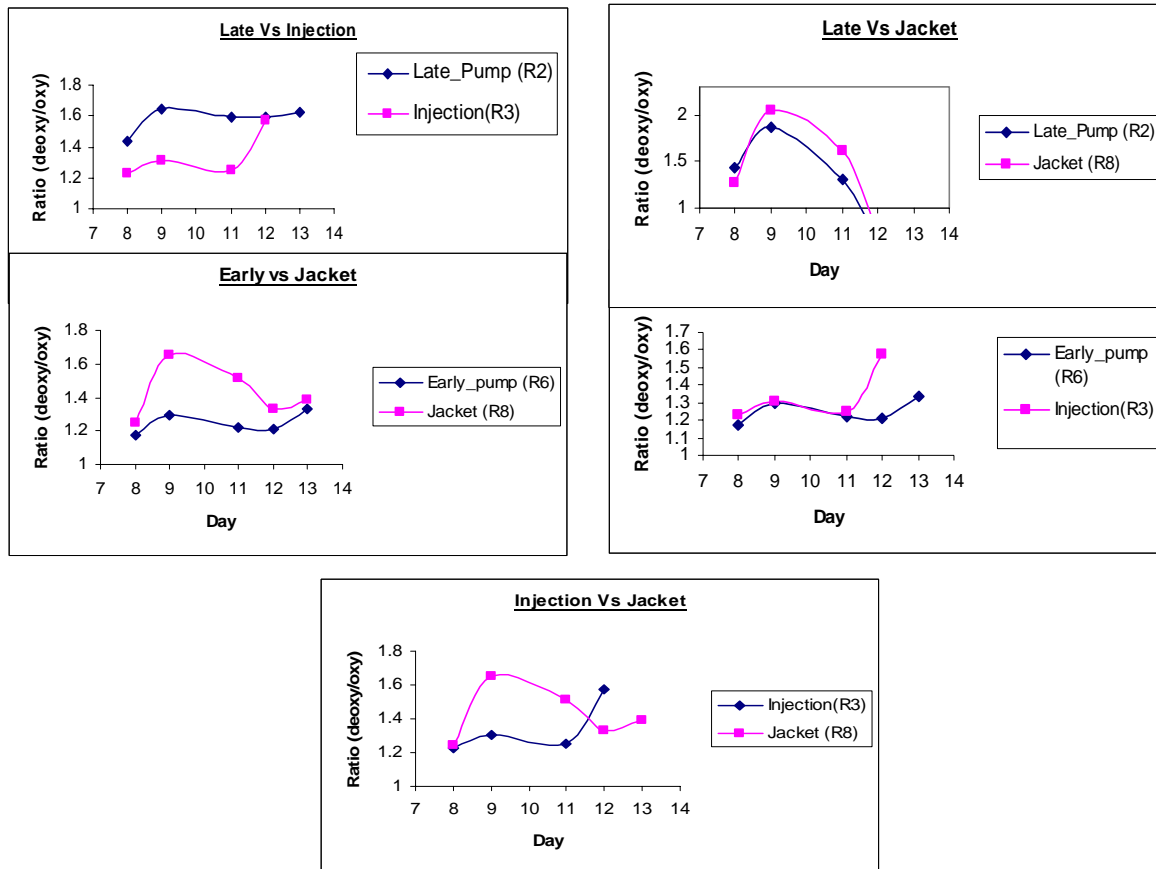 Late Vs Injection
Ratio (deoxy/oxy)
1.8
1.6
1.4
1.2
1
7 8 9 10 11 12 13 14
Late_Pump (R2)
Injection(R3)
Late Vs Jacket
Ratio (deoxy/oxy)
2
1.5
1
7 8 9 10 11 12 13 14
Day
Late_Pump (R2)
Jacket (R8)
Early vs Jacket
Ratio (deoxy/oxy)
1.8
1.6
1.4
1.2
1
7 8 9 10 11 12 13 14
Day
Early_pump (R6)
Jacket (R8)
Ratio (deoxy/oxy)
1.7
1.6
1.5
1.4
1.3
1.2
1.1
1
7 8 9 10 11 12 13 14
Day
Early_pump
(R6)
Injection(R3)
Injection Vs Jacket
Ratio (deoxy/oxy)
1.8
1.6
1.4
1.2
1
7 8 9 10 11 12 13 14
Day
Injection(R3)
Jacket (R8)